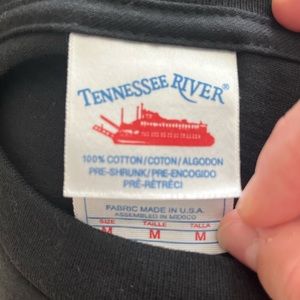 TENNESSEE RIVER®
100% COTTON/COTON/ALGODON
PRE-SHRUNK/PRE-ENCOGIDO
PRÉ-RÉTRÉCI
FABRIC MADE IN U.S.A.
ASSEMBLED IN MEXICO
SIZE TAILLE TALLA
M M M